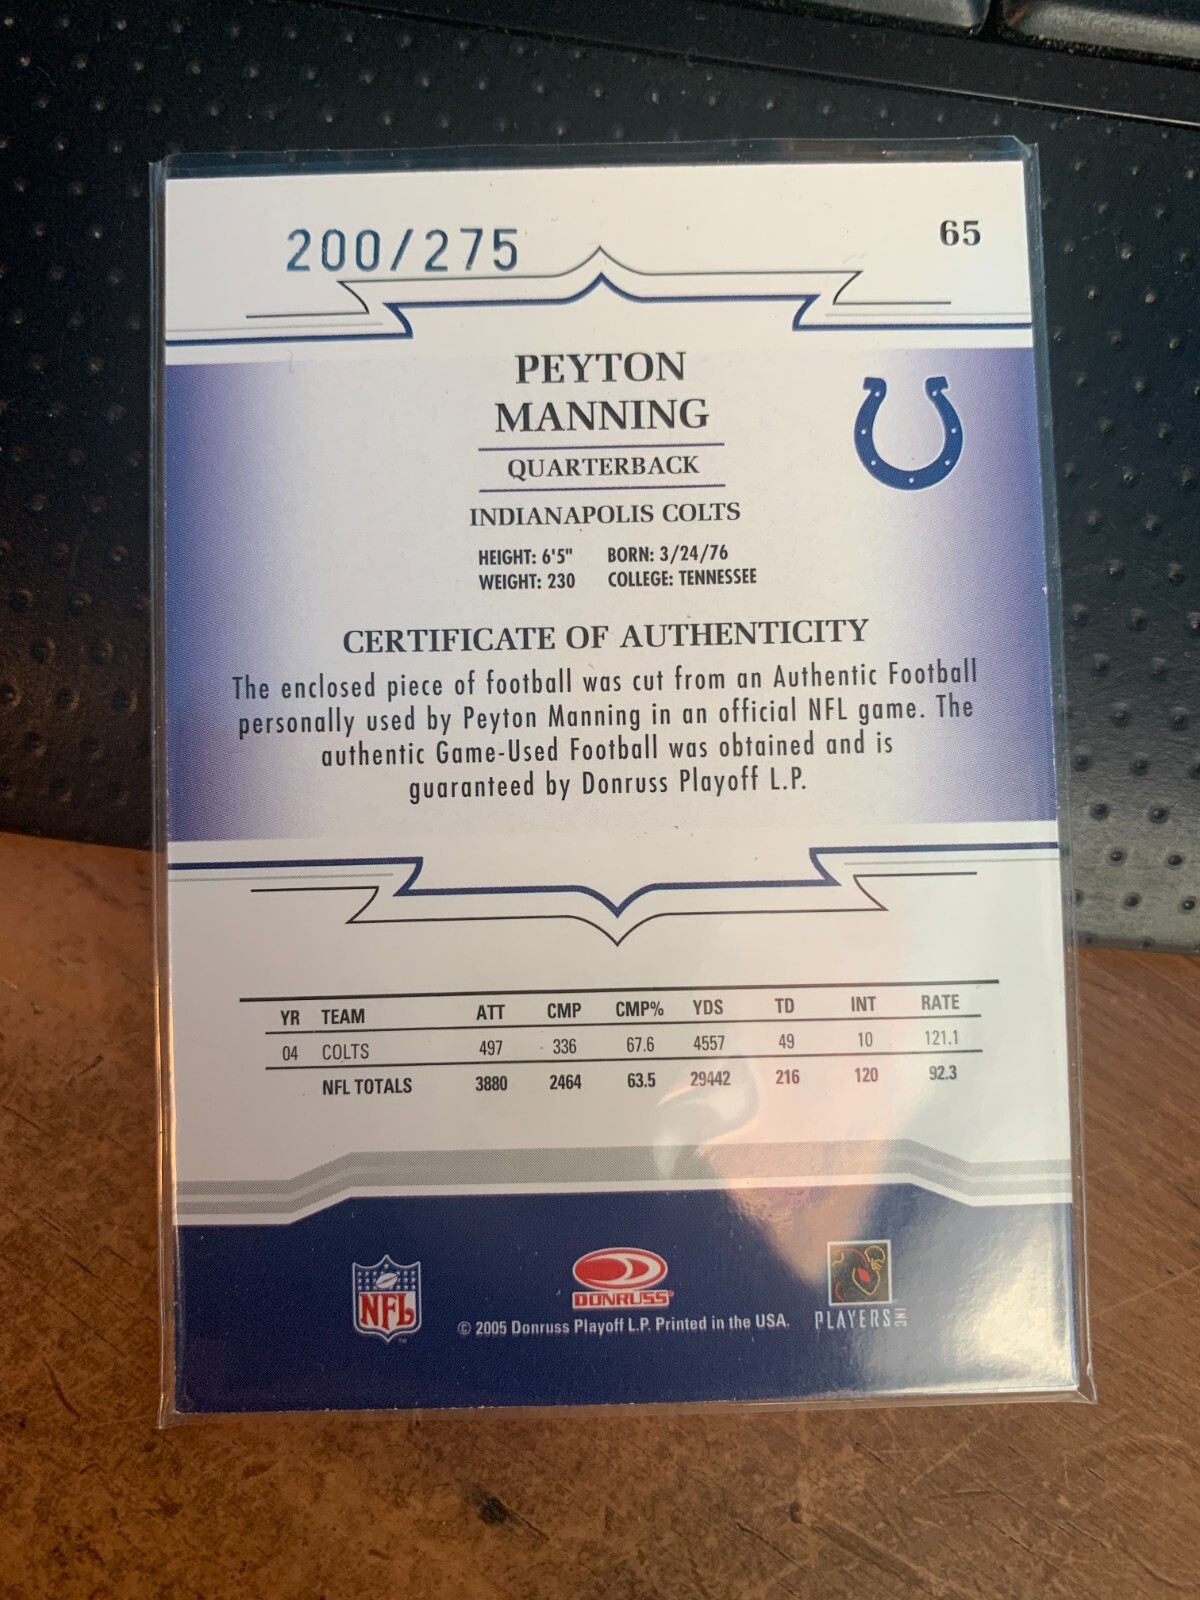 200/275
65
PEYTON
MANNING
QUARTERBACK
INDIANAPOLIS COLTS
HEIGHT: 6'5" BORN: 3/24/76
WEIGHT: 230 COLLEGE: TENNESSEE
CERTIFICATE OF AUTHENTICITY
The enclosed piece of football was cut from an Authentic Football
personally used by Peyton Manning in an official NFL game. The
authentic Game-Used Football was obtained and is
guaranteed by Donruss Playoff L.P.
YR TEAM ATT CMP CMP% YDS TD INT RATE
04 COLTS 497 336 67.6 4557 49 10 121.1
NFL TOTALS 3880 2464 63.5 29442 216 120 92.3
NFL
DONRUSS
© 2005 Donruss Playoff L.P. Printed in the USA.
PLAYERS INC